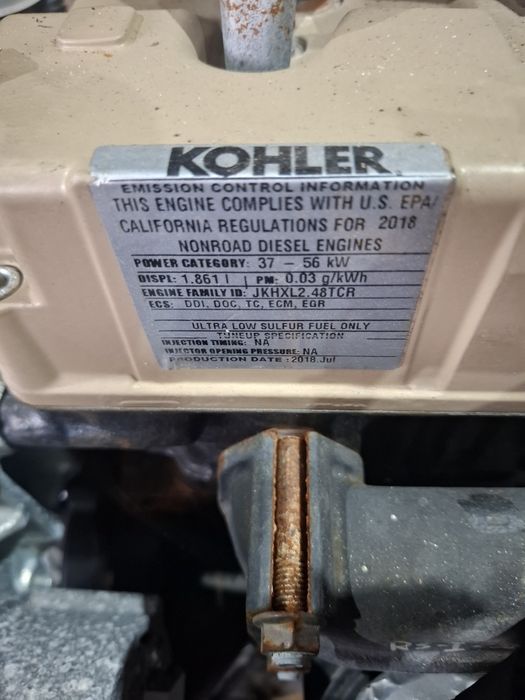 KOHLER
EMISSION CONTROL INFORMATION
THIS ENGINE COMPLIES WITH U.S. EPA/
CALIFORNIA REGULATIONS FOR 2018
NONROAD DIESEL ENGINES
POWER CATEGORY: 37 – 56 kW
DISPL: 1.861 l | PM: 0.03 g/kWh
ENGINE FAMILY ID: JKHXL2.48TCR
ECS: DDI, DOC, TC, ECM, EGR
ULTRA LOW SULFUR FUEL ONLY
TUNEUP SPECIFICATION
INJECTION TIMING: NA
INJECTOR OPENING PRESSURE: NA
PRODUCTION DATE: 2018.Jul